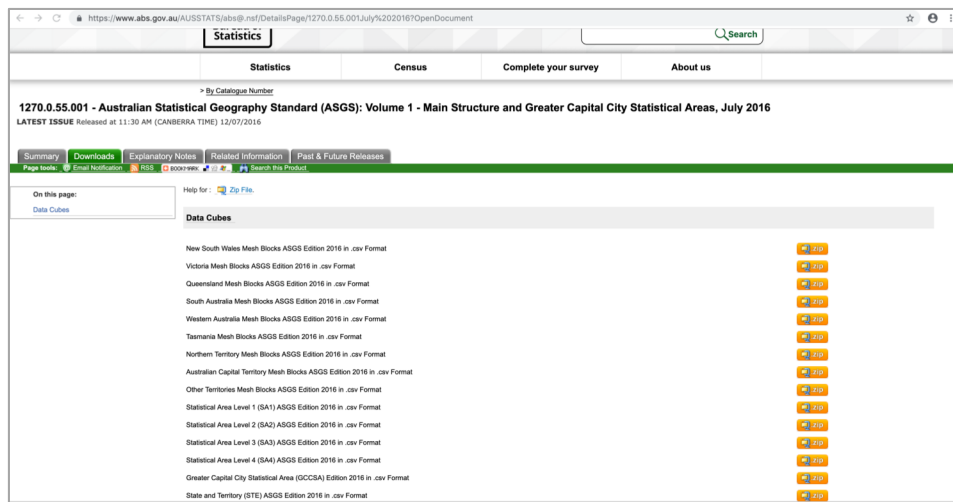 https://www.abs.gov.au/AUSSTATS/abs@.nsf/DetailsPage/1270.0.55.001July%202016?OpenDocument
Statistics
Search
Statistics Census Complete your survey About us
> By Catalogue Number
1270.0.55.001 - Australian Statistical Geography Standard (ASGS): Volume 1 - Main Structure and Greater Capital City Statistical Areas, July 2016
LATEST ISSUE Released at 11:30 AM (CANBERRA TIME) 12/07/2016
Summary Downloads Explanatory Notes Related Information Past & Future Releases
Page tools: Email Notification RSS BOOKMARK Search this Product
On this page:
Data Cubes
Help for : Zip File.
Data Cubes
New South Wales Mesh Blocks ASGS Edition 2016 in .csv Format zip
Victoria Mesh Blocks ASGS Edition 2016 in .csv Format zip
Queensland Mesh Blocks ASGS Edition 2016 in .csv Format zip
South Australia Mesh Blocks ASGS Edition 2016 in .csv Format zip
Western Australia Mesh Blocks ASGS Edition 2016 in .csv Format zip
Tasmania Mesh Blocks ASGS Edition 2016 in .csv Format zip
Northern Territory Mesh Blocks ASGS Edition 2016 in .csv Format zip
Australian Capital Territory Mesh Blocks ASGS Edition 2016 in .csv Format zip
Other Territories Mesh Blocks ASGS Edition 2016 in .csv Format zip
Statistical Area Level 1 (SA1) ASGS Edition 2016 in .csv Format zip
Statistical Area Level 2 (SA2) ASGS Edition 2016 in .csv Format zip
Statistical Area Level 3 (SA3) ASGS Edition 2016 in .csv Format zip
Statistical Area Level 4 (SA4) ASGS Edition 2016 in .csv Format zip
Greater Capital City Statistical Area (GCCSA) Edition 2016 in .csv Format zip
State and Territory (STE) ASGS Edition 2016 in .csv Format zip